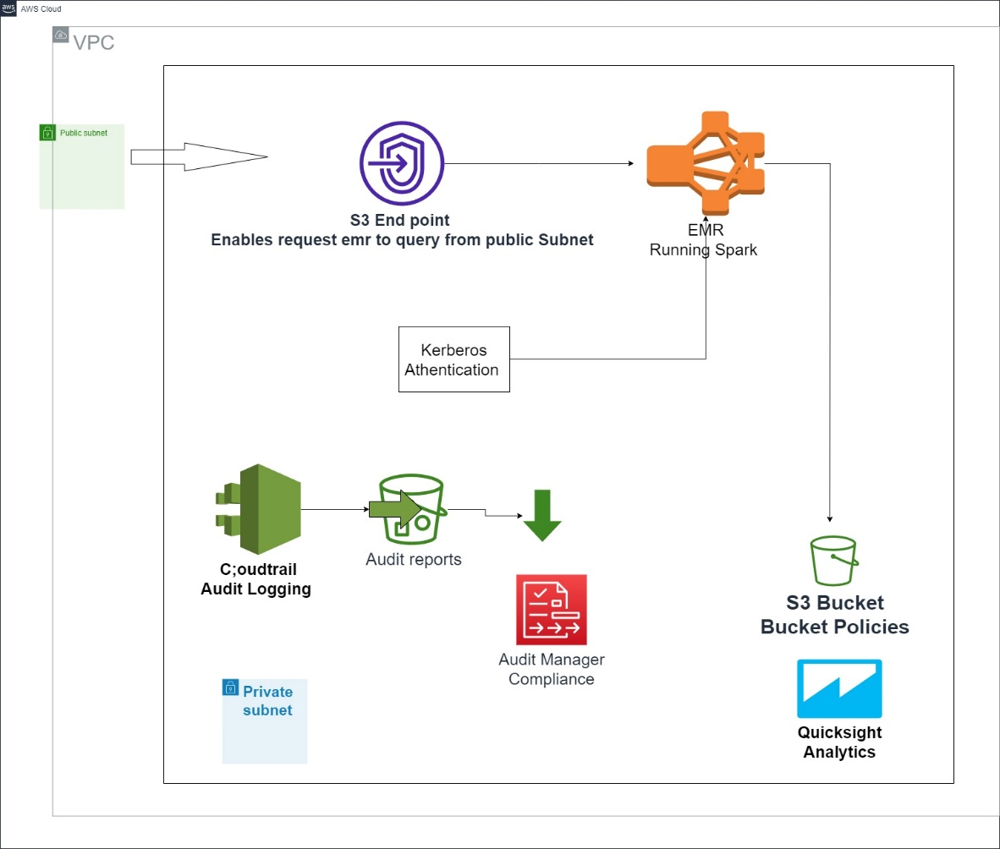 aws
AWS Cloud
VPC
Public subnet
S3 End point
Enables request emr to query from public Subnet
EMR
Running Spark
Kerberos
Athentication
C;oudtrail
Audit Logging
Audit reports
Audit Manager
Compliance
S3 Bucket
Bucket Policies
Private
subnet
Quicksight
Analytics